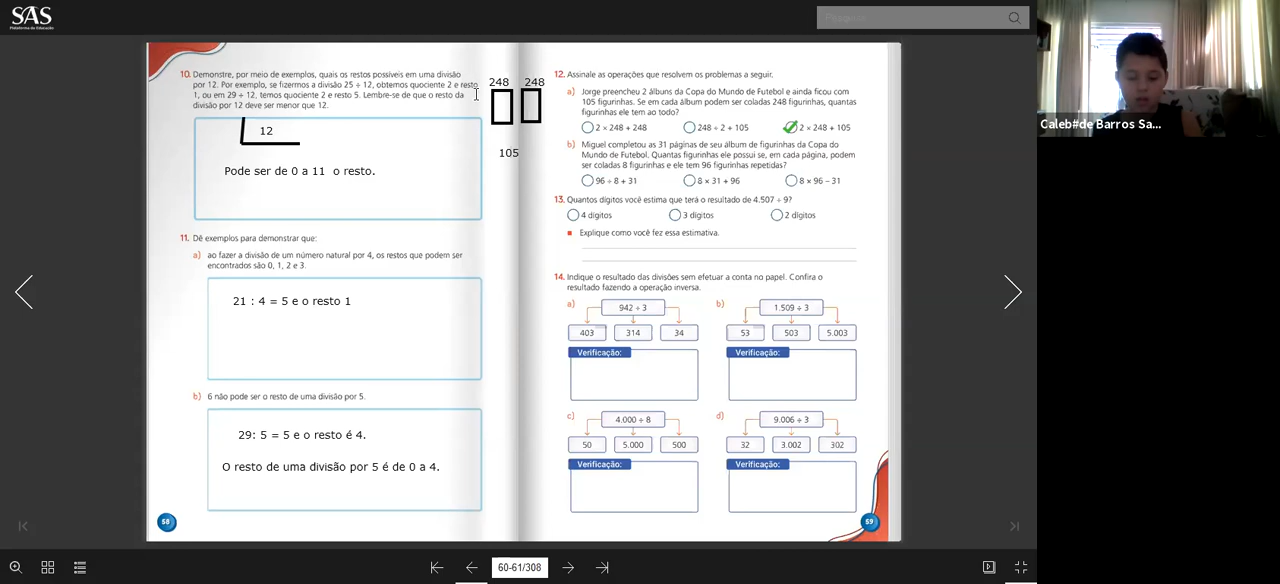 SAS
Plataforma de Educação
10. Demonstre, por meio de exemplos, quais os restos possíveis em uma divisão
por 12. Por exemplo, se fizermos a divisão 25 ÷ 12, obtemos quociente 2 e resto
1, ou em 29 ÷ 12, temos quociente 2 e resto 5. Lembre-se de que o resto da
divisão por 12 deve ser menor que 12.
12
Pode ser de 0 a 11 o resto.
11. Dê exemplos para demonstrar que:
a) ao fazer a divisão de um número natural por 4, os restos que podem ser
encontrados são 0, 1, 2 e 3.
21 : 4 = 5 e o resto 1
b) 6 não pode ser o resto de uma divisão por 5.
29: 5 = 5 e o resto é 4.
O resto de uma divisão por 5 é de 0 a 4.
58
248 248
105
12. Assinale as operações que resolvem os problemas a seguir.
a) Jorge preencheu 2 álbuns da Copa do Mundo de Futebol e ainda ficou com
105 figurinhas. Se em cada álbum podem ser coladas 248 figurinhas, quantas
figurinhas ele tem ao todo?
2 × 248 + 248 248 ÷ 2 + 105 2 × 248 + 105
b) Miguel completou as 31 páginas de seu álbum de figurinhas da Copa do
Mundo de Futebol. Quantas figurinhas ele possui se, em cada página, podem
ser coladas 8 figurinhas e ele tem 96 figurinhas repetidas?
96 ÷ 8 + 31 8 × 31 + 96 8 × 96 – 31
13. Quantos dígitos você estima que terá o resultado de 4.507 ÷ 9?
4 dígitos 3 dígitos 2 dígitos
Explique como você fez essa estimativa.
14. Indique o resultado das divisões sem efetuar a conta no papel. Confira o
resultado fazendo a operação inversa.
a) 942 ÷ 3 b) 1.509 ÷ 3
403 314 34 53 503 5.003
Verificação: Verificação:
c) 4.000 ÷ 8 d) 9.006 ÷ 3
50 5.000 500 32 3.002 302
Verificação: Verificação:
59
60-61/308
Caleb#de Barros Sa...